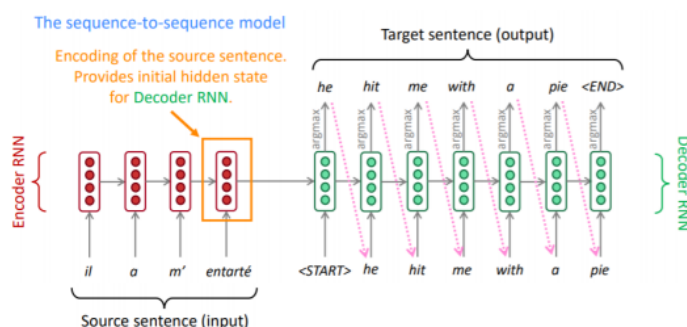 The sequence-to-sequence model
Target sentence (output)
Encoding of the source sentence.
Provides initial hidden state
for Decoder RNN.
he hit me with a pie <END>
argmax argmax argmax argmax argmax argmax argmax
Encoder RNN
Decoder RNN
il a m’ entarté <START> he hit me with a pie
Source sentence (input)